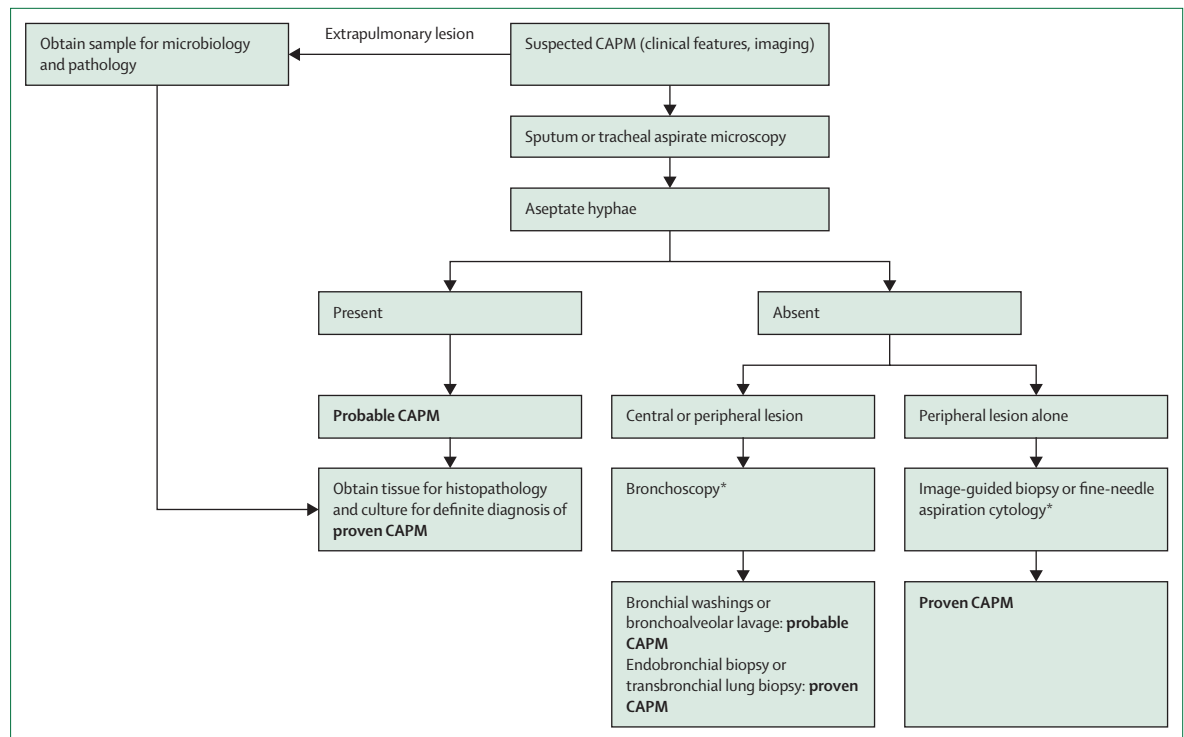 Obtain sample for microbiology
and pathology
Extrapulmonary lesion
Suspected CAPM (clinical features, imaging)
Sputum or tracheal aspirate microscopy
Aseptate hyphae
Present
Absent
Probable CAPM
Central or peripheral lesion
Peripheral lesion alone
Obtain tissue for histopathology
and culture for definite diagnosis of
proven CAPM
Bronchoscopy*
Image-guided biopsy or fine-needle
aspiration cytology*
Bronchial washings or
bronchoalveolar lavage: probable
CAPM
Endobronchial biopsy or
transbronchial lung biopsy: proven
CAPM
Proven CAPM